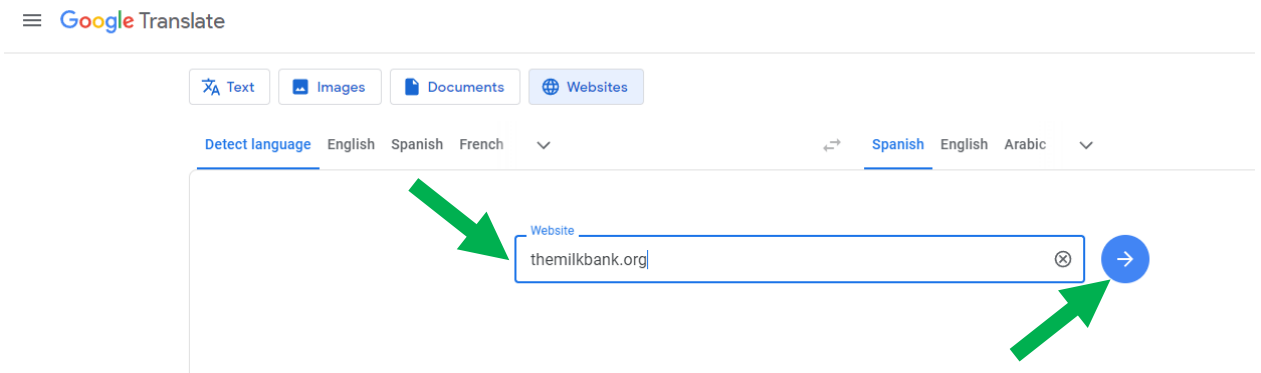 Google Translate
Text Images Documents Websites
Detect language English Spanish French Spanish English Arabic
Website
themilkbank.org